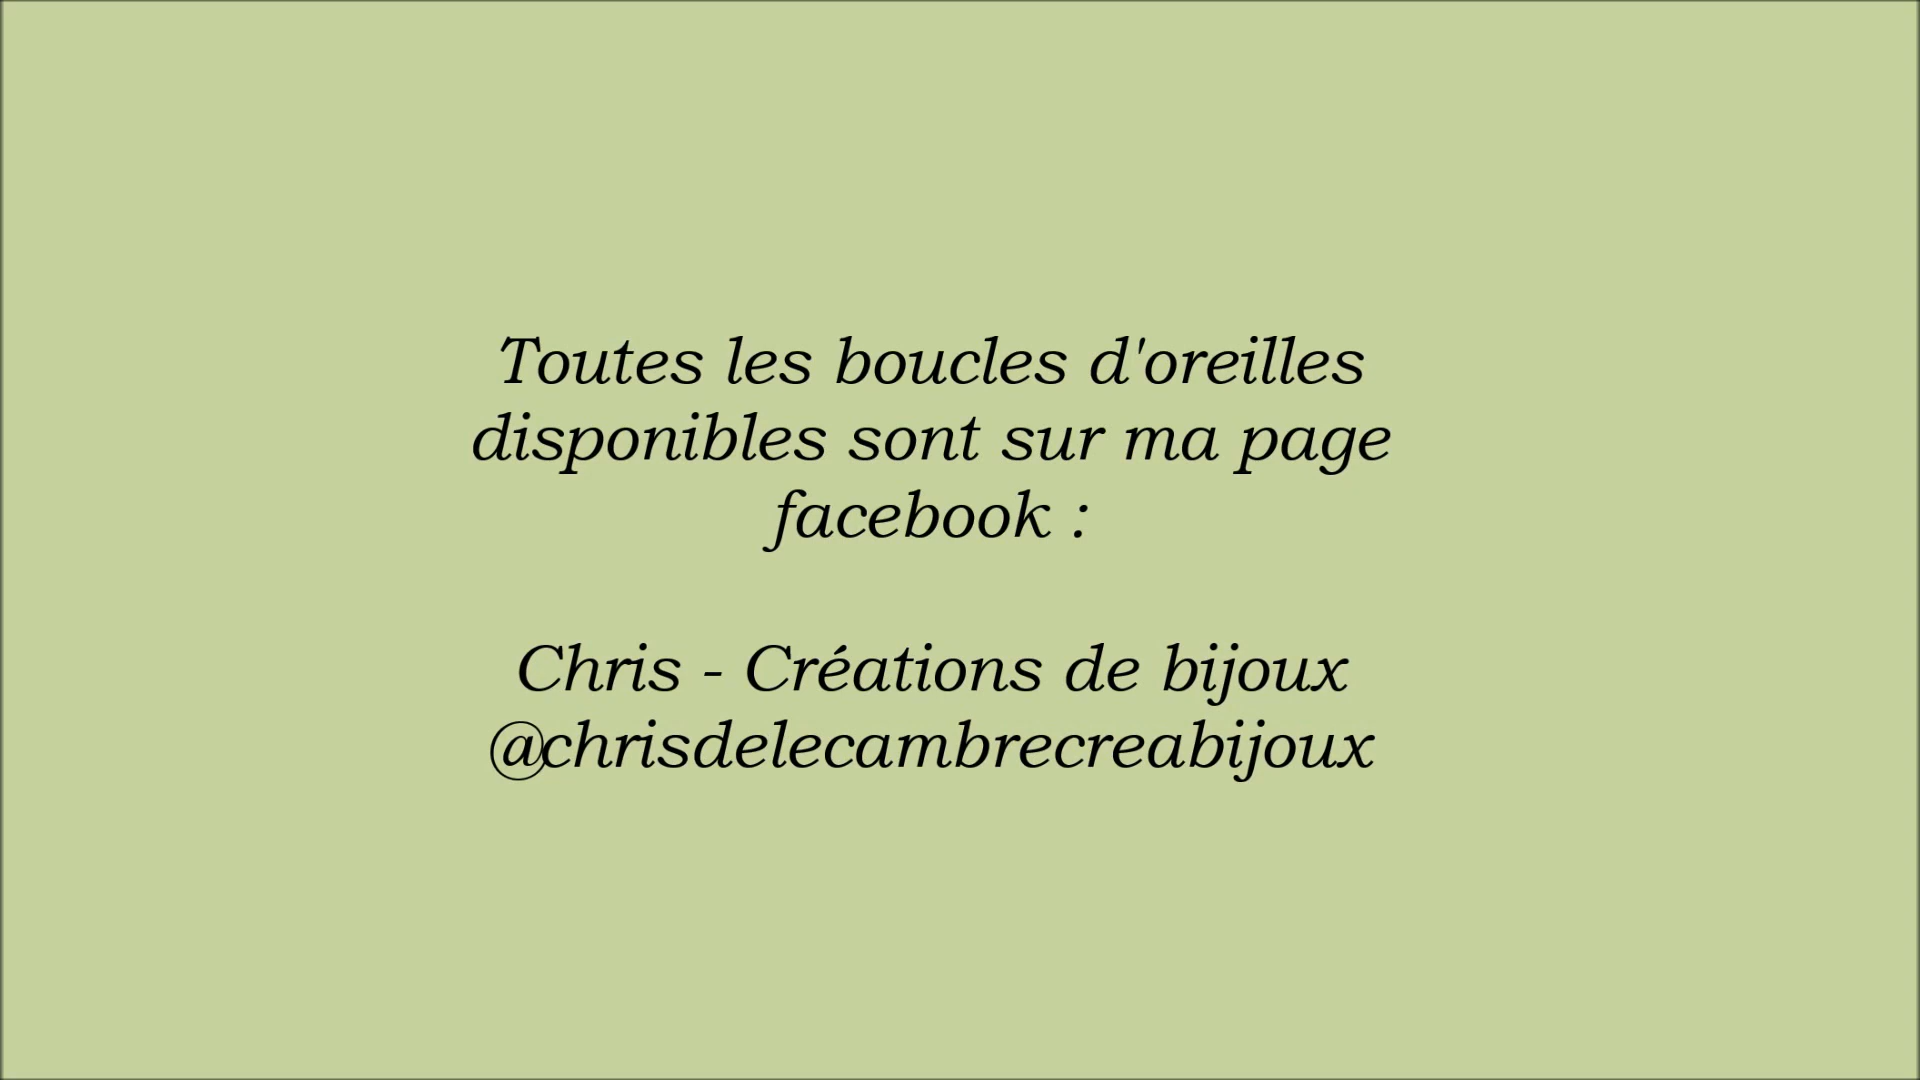 Toutes les boucles d'oreilles
disponibles sont sur ma page
facebook :
Chris - Créations de bijoux
@chrisdelecambrecreabijoux